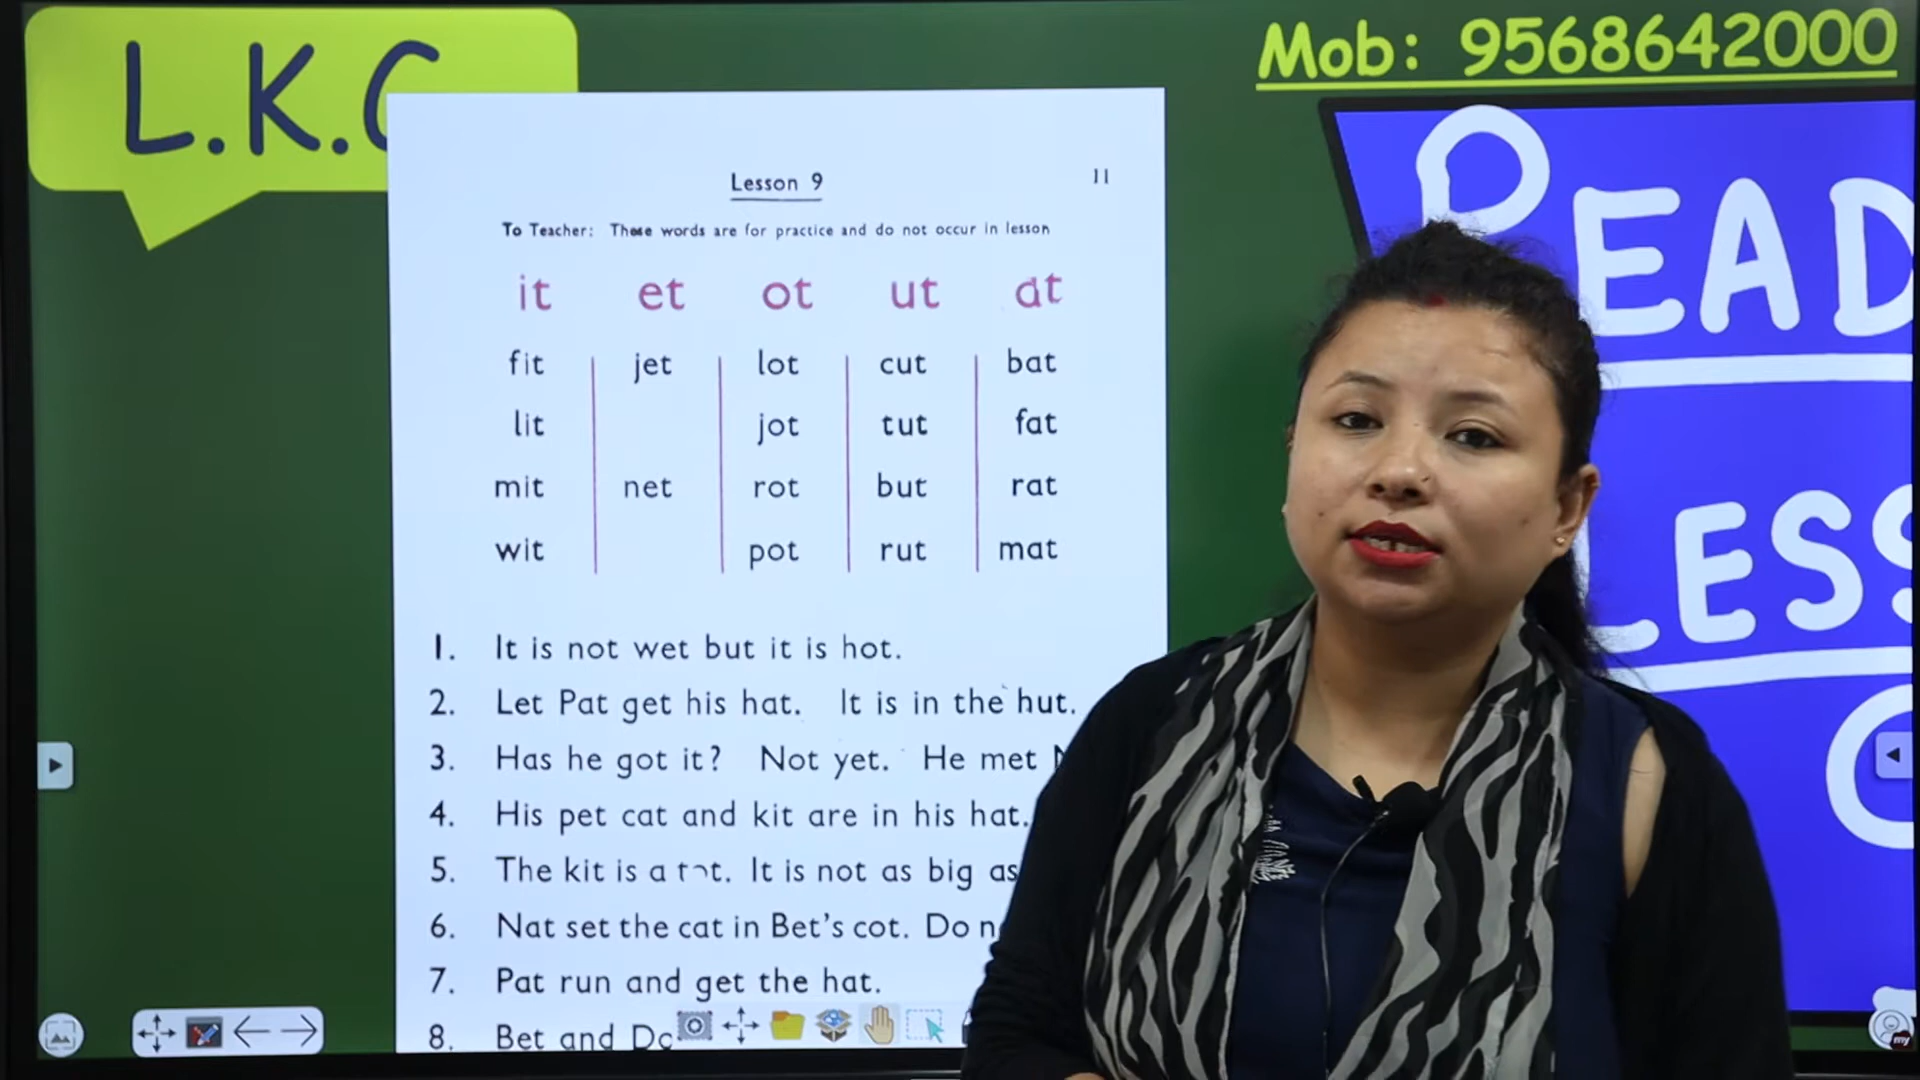 L.K.
Mob: 9568642000
Lesson 9
11
To Teacher: These words are for practice and do not occur in lesson
it et ot ut at
fit jet lot cut bat
lit jot tut fat
mit net rot but rat
wit pot rut mat
1. It is not wet but it is hot.
2. Let Pat get his hat. It is in the hut.
3. Has he got it? Not yet. He met
4. His pet cat and kit are in his hat.
5. The kit is a tot. It is not as big as
6. Nat set the cat in Bet's cot. Do
7. Pat run and get the hat.
8. Bet and
READ
LESS
my